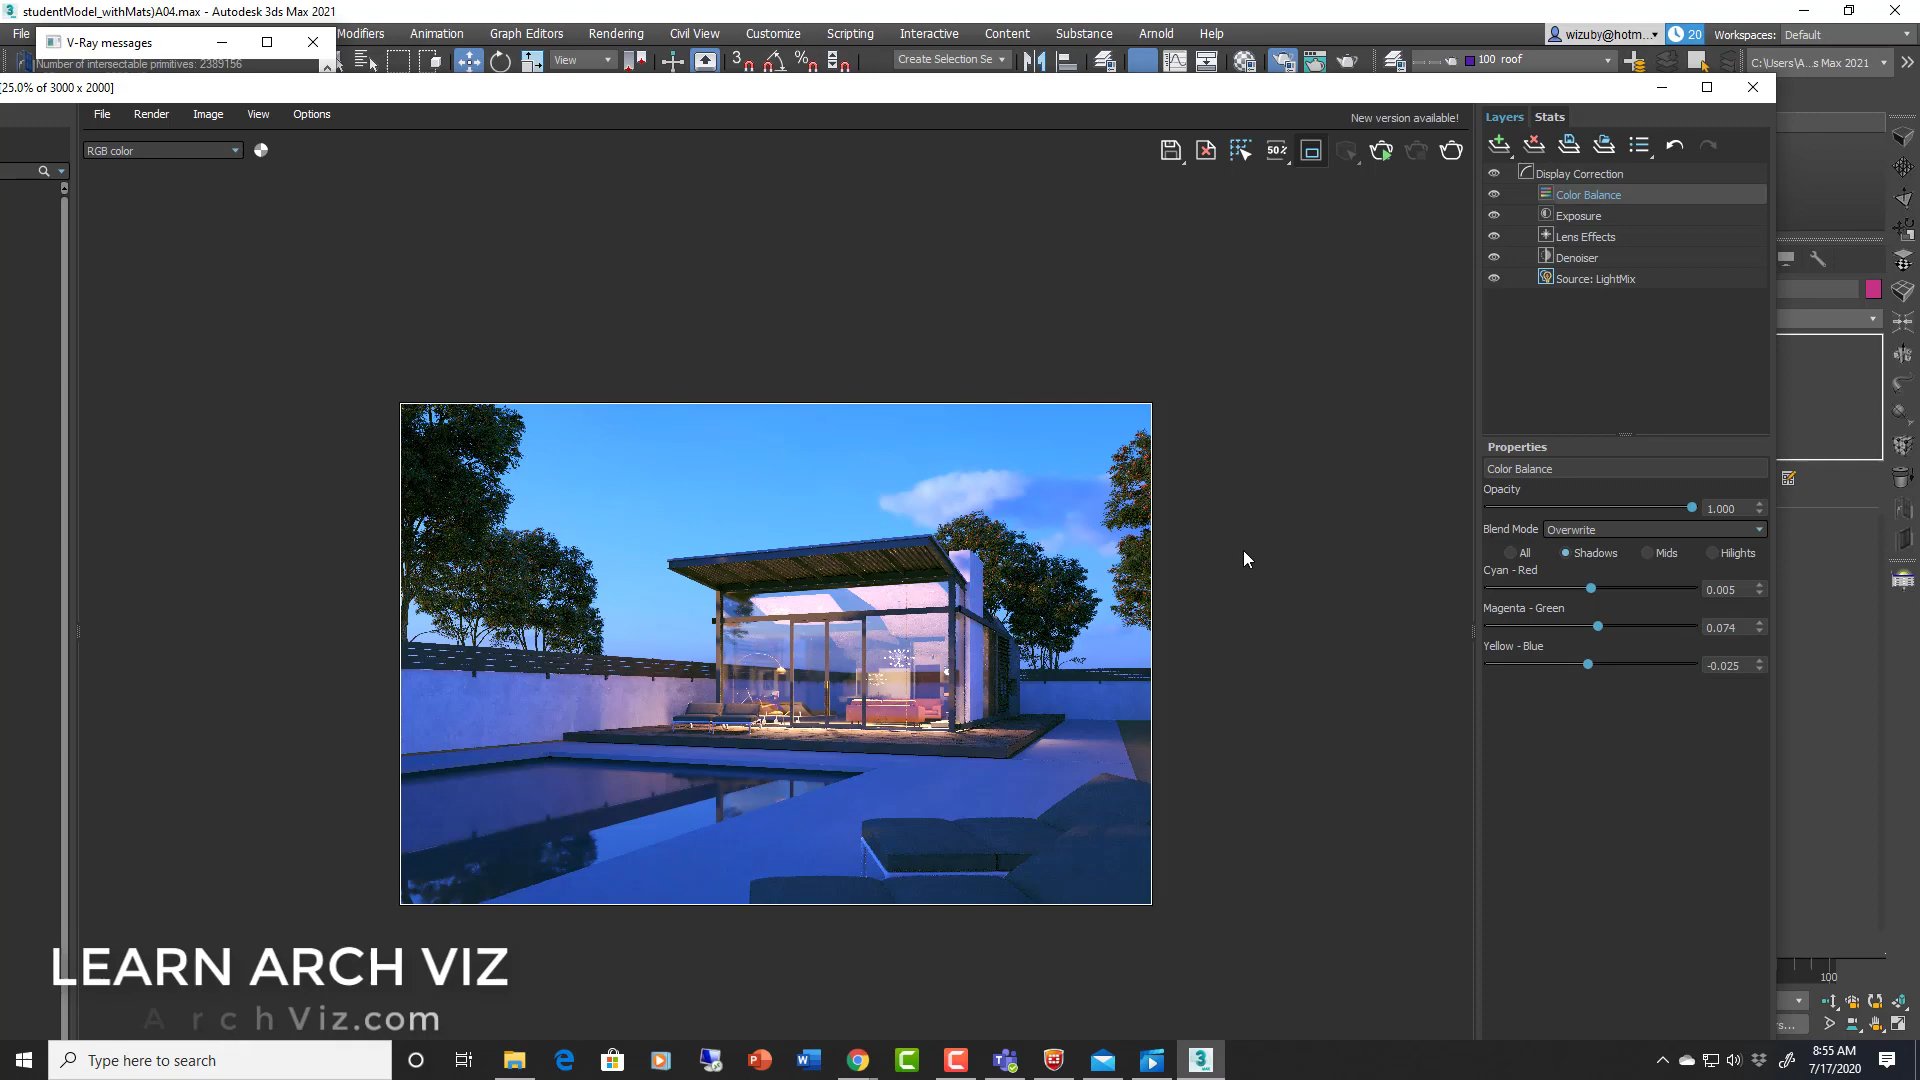 studentModel_withMats)A04.max - Autodesk 3ds Max 2021
File
Modifiers
Animation
Graph Editors
Rendering
Civil View
Customize
Scripting
Interactive
Content
Substance
Arnold
Help
wizuby@hotm...
20
Workspaces:
Default
V-Ray messages
Number of intersectable primitives: 2389156
View
Create Selection Se
100 roof
C:\Users\A...s Max 2021
[25.0% of 3000 x 2000]
File
Render
Image
View
Options
New version available!
RGB color
50%
Layers
Stats
Display Correction
Color Balance
Exposure
Lens Effects
Denoiser
Source: LightMix
Properties
Color Balance
Opacity
1.000
Blend Mode
Overwrite
All
Shadows
Mids
Hilights
Cyan - Red
0.005
Magenta - Green
0.074
Yellow - Blue
-0.025
100
LEARN ARCH VIZ
ArchViz.com
Type here to search
8:55 AM
7/17/2020